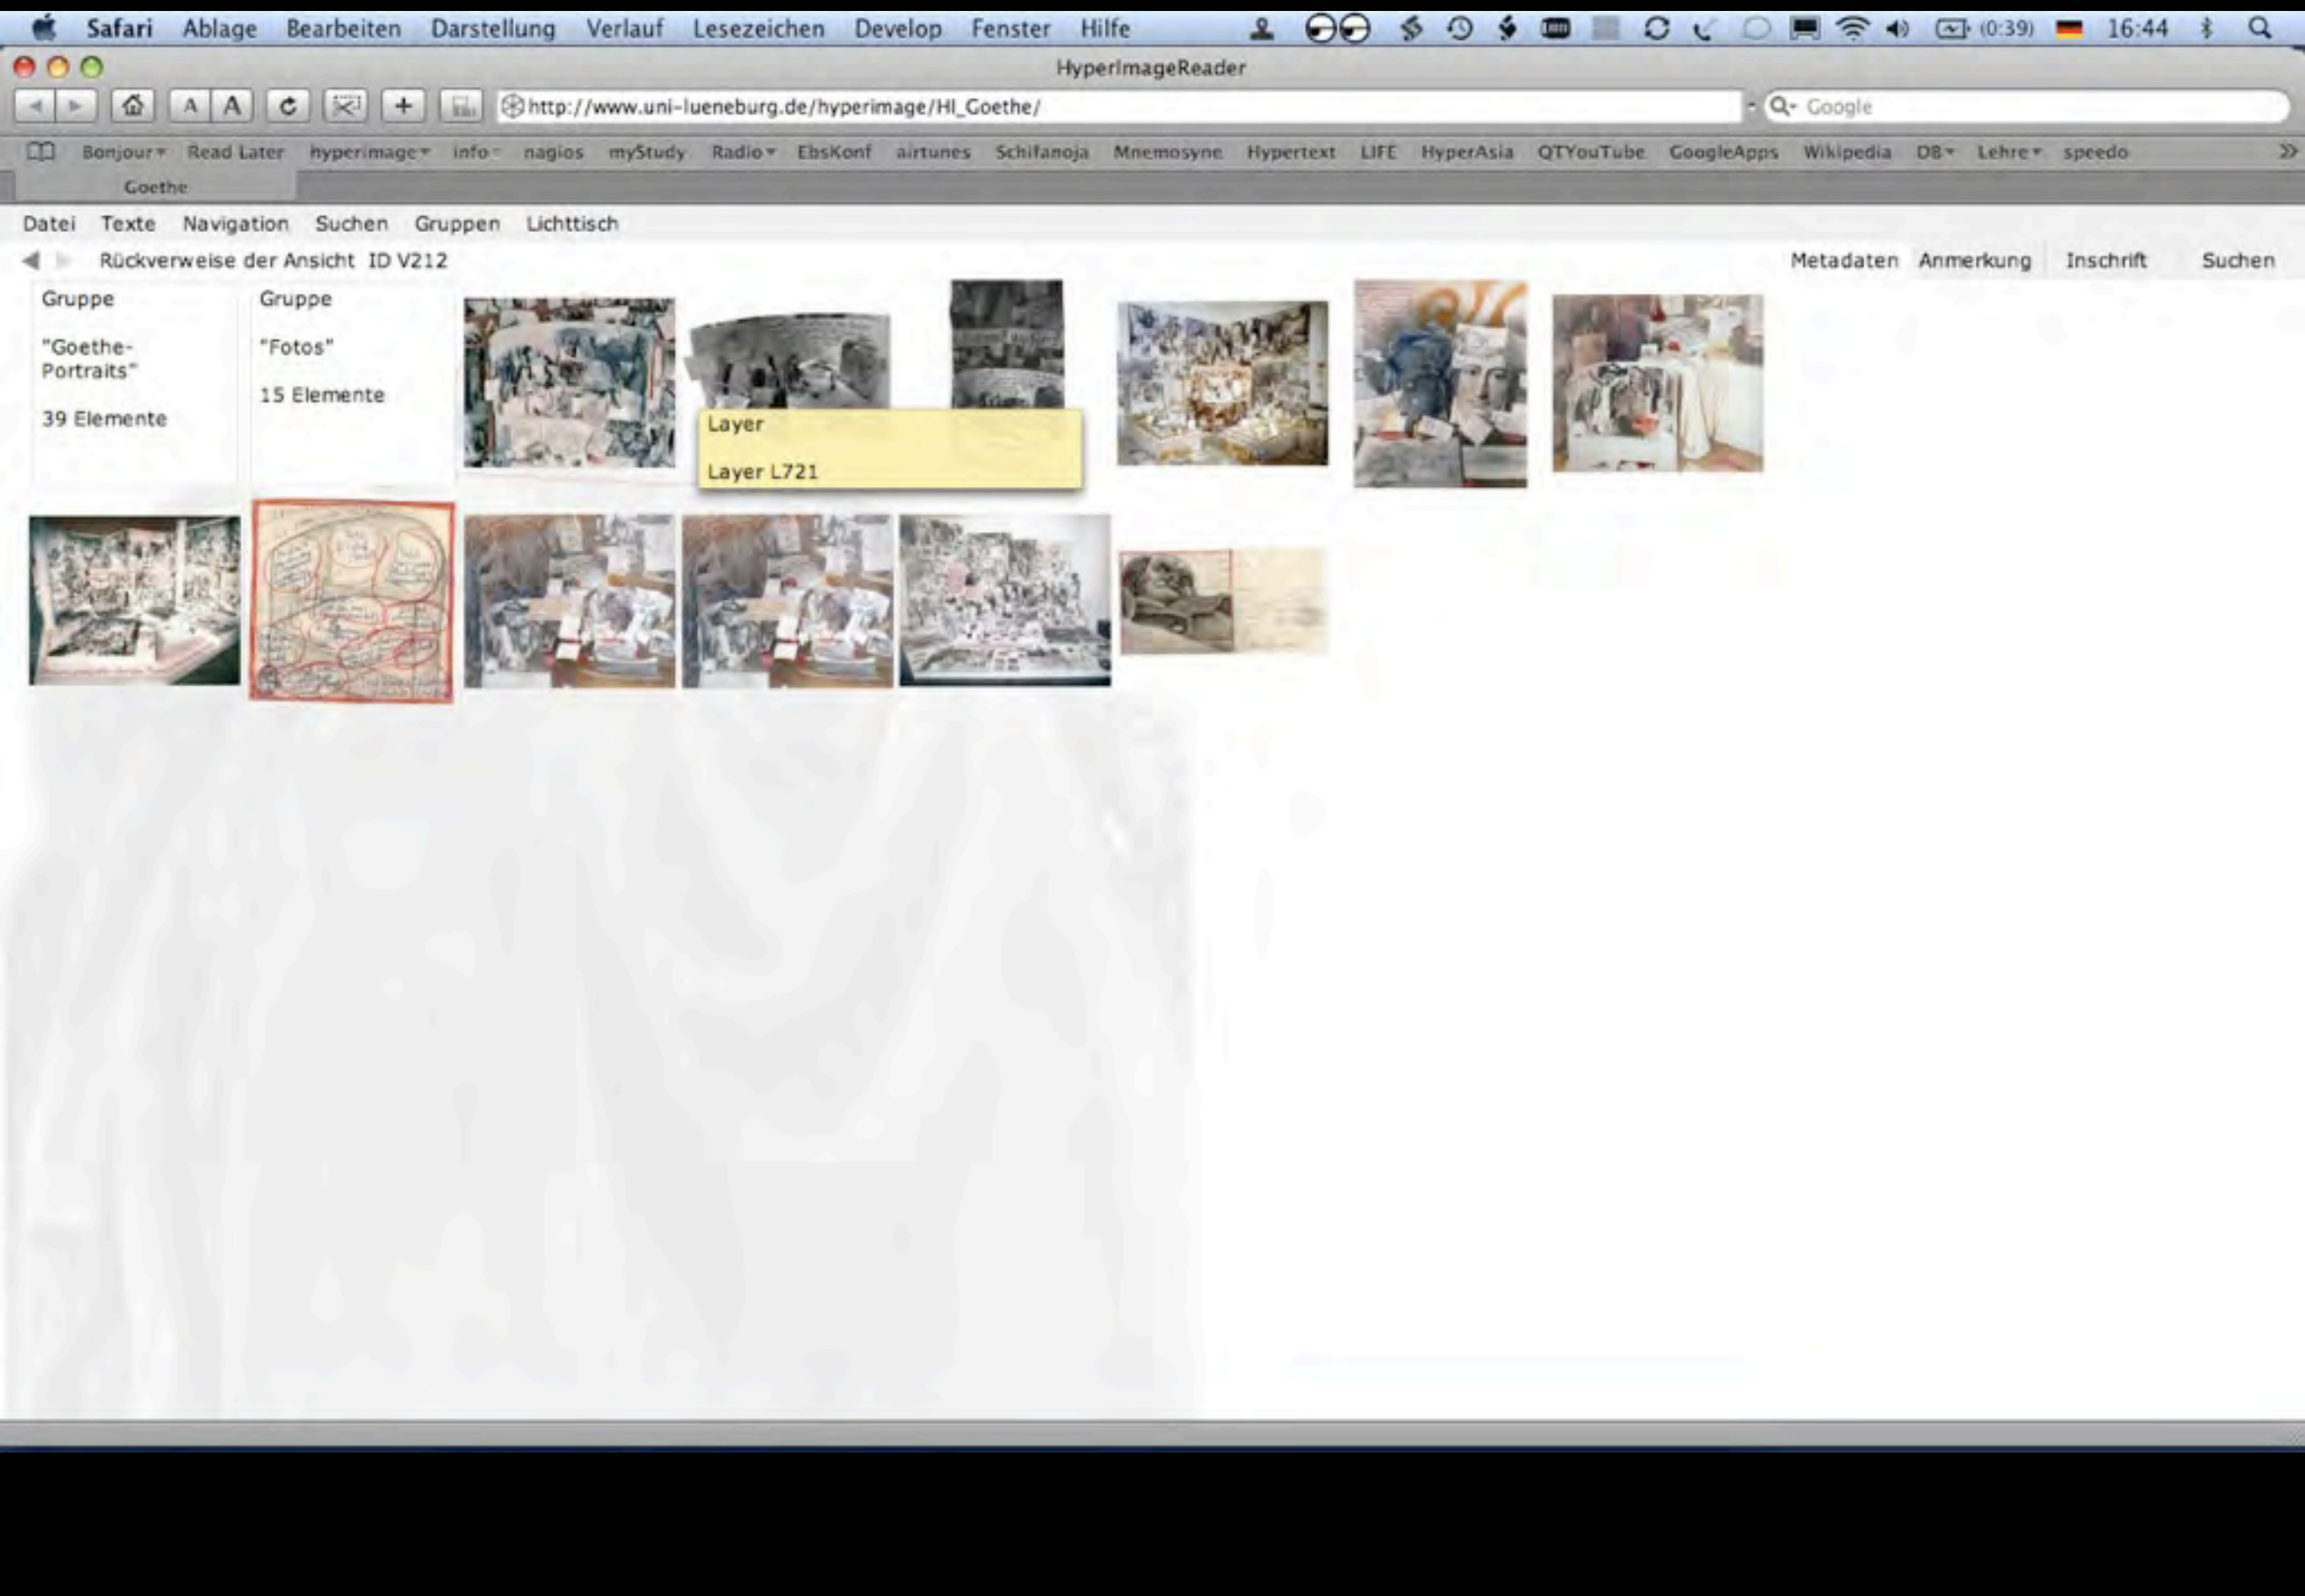 Safari Ablage Bearbeiten Darstellung Verlauf Lesezeichen Develop Fenster Hilfe (0:39) 16:44
HyperImageReader
A A + http://www.uni-lueneburg.de/hyperimage/HI_Goethe/ Google
Bonjour Read Later hyperimage info nagios myStudy Radio EbsKonf airtunes Schifanoja Mnemosyne Hypertext LIFE HyperAsia QTYouTube GoogleApps Wikipedia DB Lehre speedo
Goethe
Datei Texte Navigation Suchen Gruppen Lichttisch
Rückverweise der Ansicht ID V212 Metadaten Anmerkung Inschrift Suchen
Gruppe
"Goethe-
Portraits"
39 Elemente
Gruppe
"Fotos"
15 Elemente
Layer
Layer L721